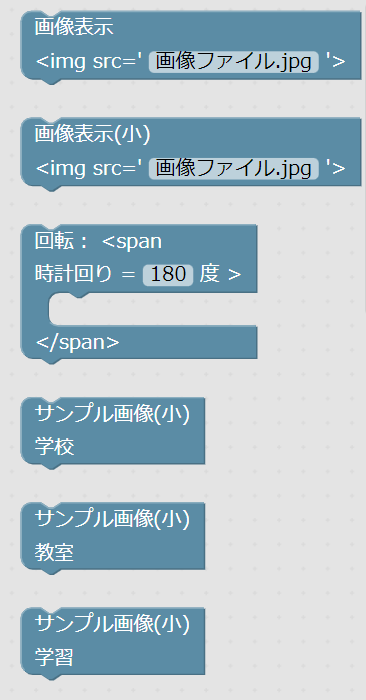 画像表示
<img src=' 画像ファイル.jpg '>
画像表示(小)
<img src=' 画像ファイル.jpg '>
回転： <span
時計回り = 180 度 >
</span>
サンプル画像(小)
学校
サンプル画像(小)
教室
サンプル画像(小)
学習